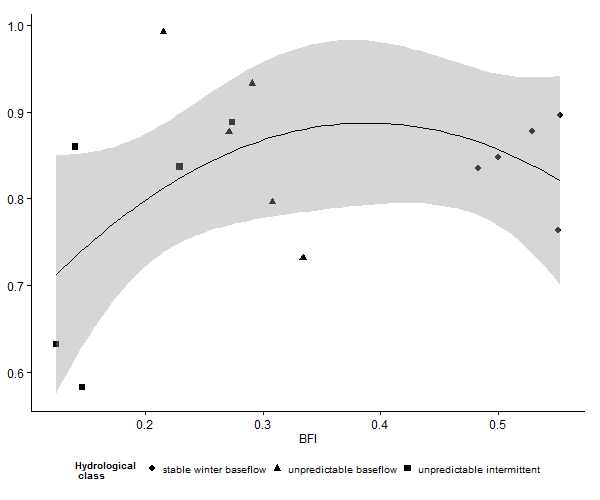 1.0
0.9
0.8
0.7
0.6
0.2 0.3 0.4 0.5
BFI
Hydrological
class
stable winter baseflow unpredictable baseflow unpredictable intermittent